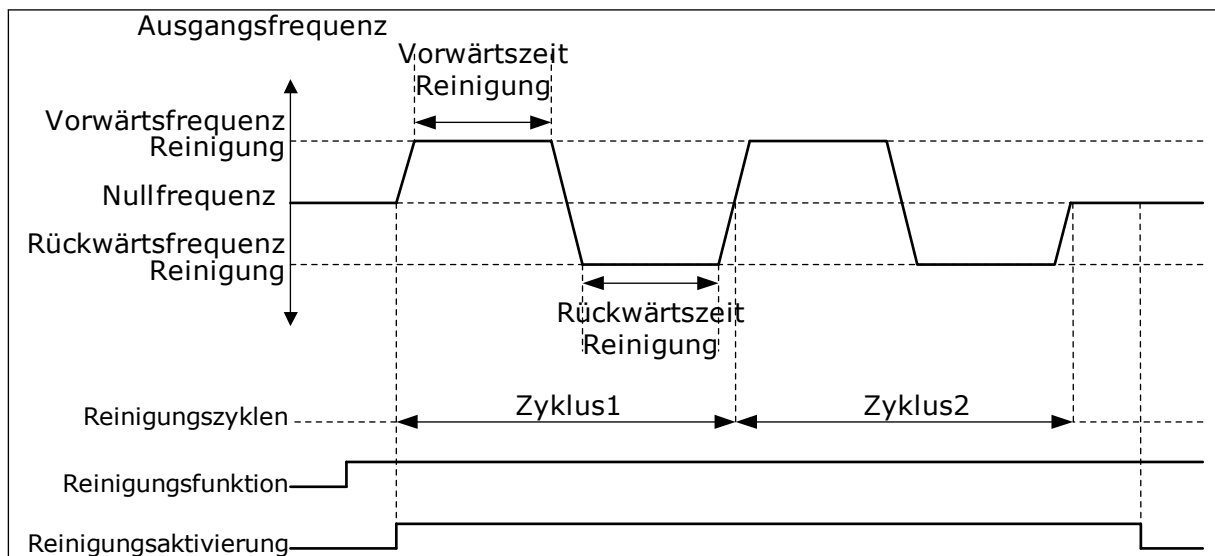 Ausgangsfrequenz
Vorwärtszeit
Reinigung
Vorwärtsfrequenz
Reinigung
Nullfrequenz
Rückwärtsfrequenz
Reinigung
Rückwärtszeit
Reinigung
Reinigungszyklen
Zyklus1
Zyklus2
Reinigungsfunktion
Reinigungsaktivierung